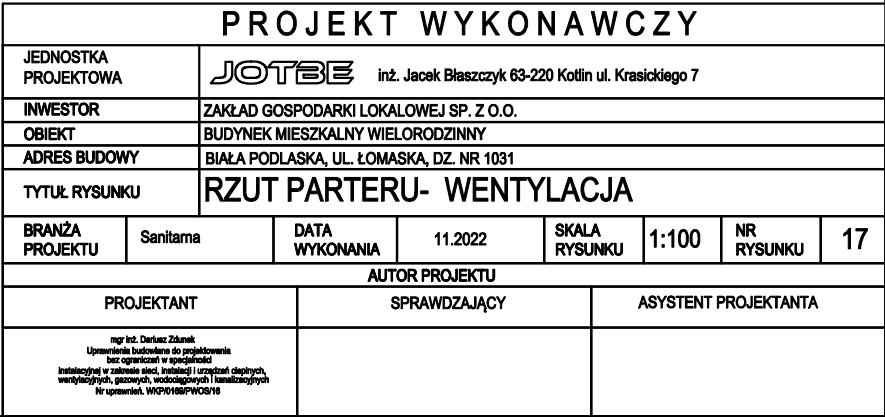 PROJEKT WYKONAWCZY
JEDNOSTKA
PROJEKTOWA
JOTBE inż. Jacek Błaszczyk 63-220 Kotlin ul. Krasickiego 7
INWESTOR ZAKŁAD GOSPODARKI LOKALOWEJ SP. Z O.O.
OBIEKT BUDYNEK MIESZKALNY WIELORODZINNY
ADRES BUDOWY BIAŁA PODLASKA, UL. ŁOMASKA, DZ. NR 1031
TYTUŁ RYSUNKU RZUT PARTERU- WENTYLACJA
BRANŻA
PROJEKTU
Sanitarna
DATA
WYKONANIA
11.2022
SKALA
RYSUNKU
1:100
NR
RYSUNKU
17
AUTOR PROJEKTU
PROJEKTANT SPRAWDZAJĄCY ASYSTENT PROJEKTANTA
mgr inż. Dariusz Zdunek
Uprawnienia budowlane do projektowania
bez ograniczeń w specjalności
instalacyjnej w zakresie sieci, instalacji i urządzeń cieplnych,
wentylacyjnych, gazowych, wodociągowych i kanalizacyjnych
Nr uprawnień. WKP/0169/PWOS/16